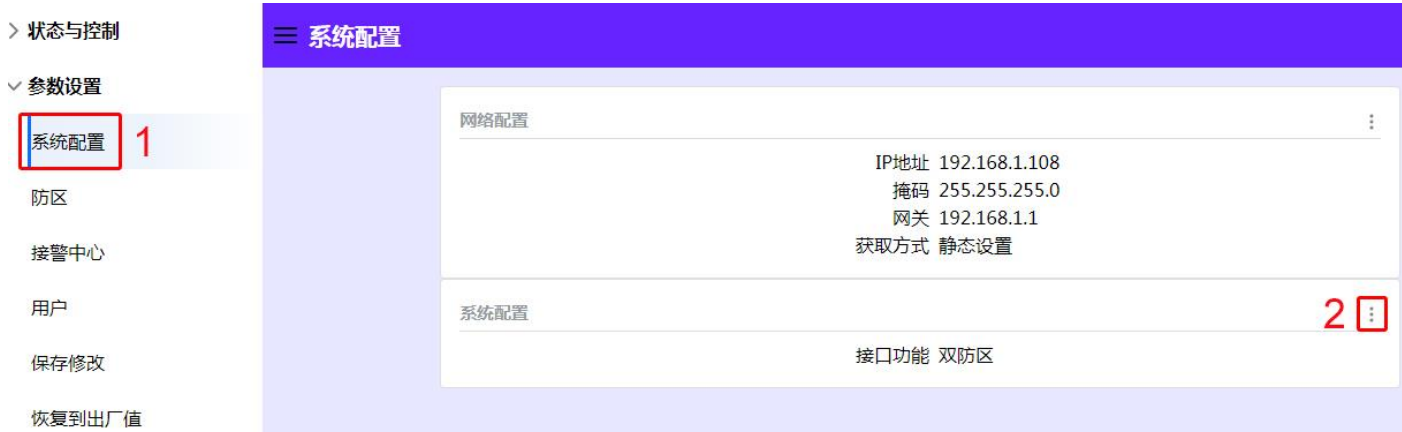 状态与控制
参数设置
系统配置 1
防区
接警中心
用户
保存修改
恢复到出厂值
系统配置
网络配置
IP地址 192.168.1.108
掩码 255.255.255.0
网关 192.168.1.1
获取方式 静态设置
系统配置 2
接口功能 双防区